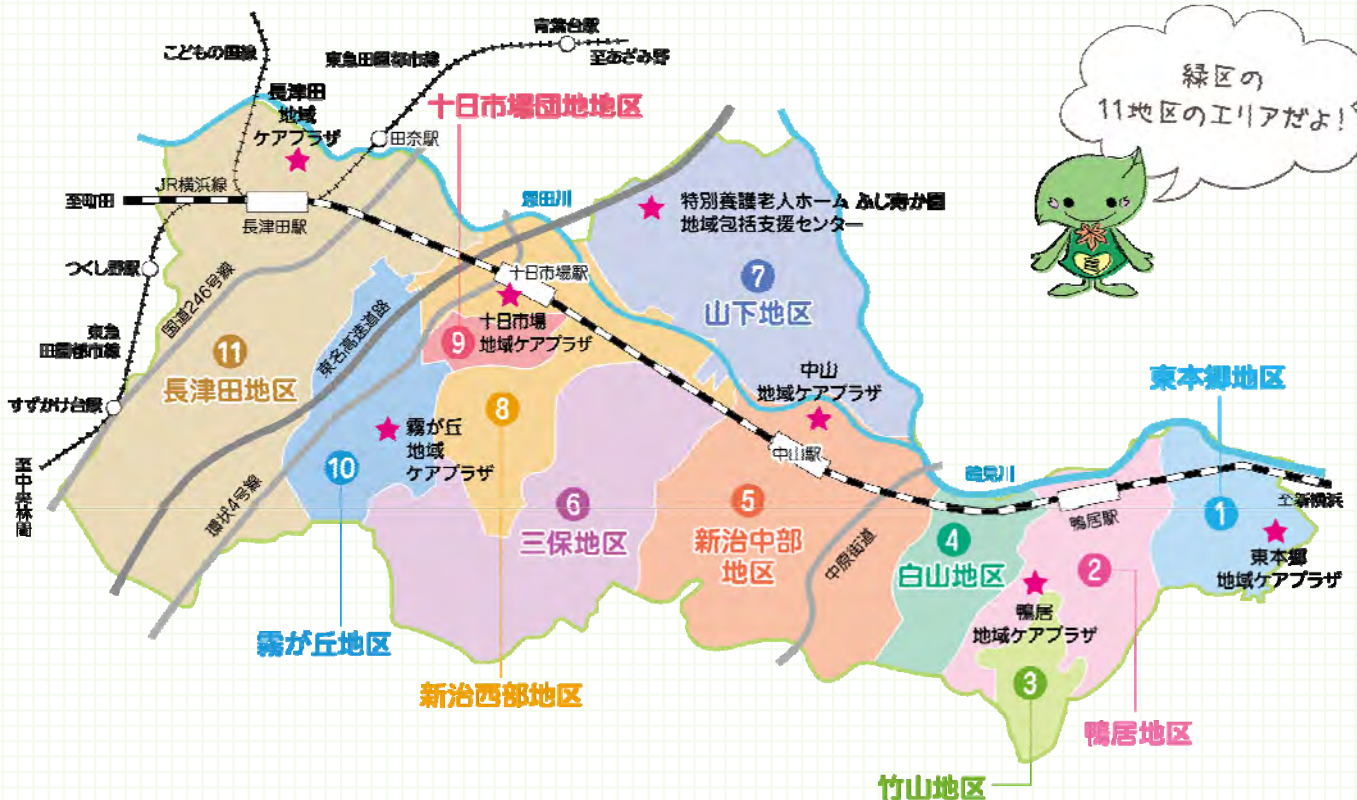 こどもの国線
東急田園都市線
青葉台駅
至あざみ野
緑区の
11地区のエリアだよ!
長津田
地域
ケアプラザ
十日市場団地地区
田奈駅
JR横浜線
至町田
長津田駅
恩田川
特別養護老人ホーム ふじ寿か園
地域包括支援センター
つくし野駅
国道246号線
十日市場駅
7
山下地区
東急
田園都市線
11
長津田地区
東名高速道路
9
十日市場
地域ケアプラザ
中山
地域ケアプラザ
東本郷地区
すずかけ台駅
8
霧が丘
地域
ケアプラザ
10
中山駅
鶴見川
至中央林間
環状4号線
6
三保地区
5
新治中部
地区
中原街道
4
白山地区
鴨居駅
至新横浜
1
東本郷
地域ケアプラザ
2
鴨居
地域ケアプラザ
霧が丘地区
3
新治西部地区
鴨居地区
竹山地区